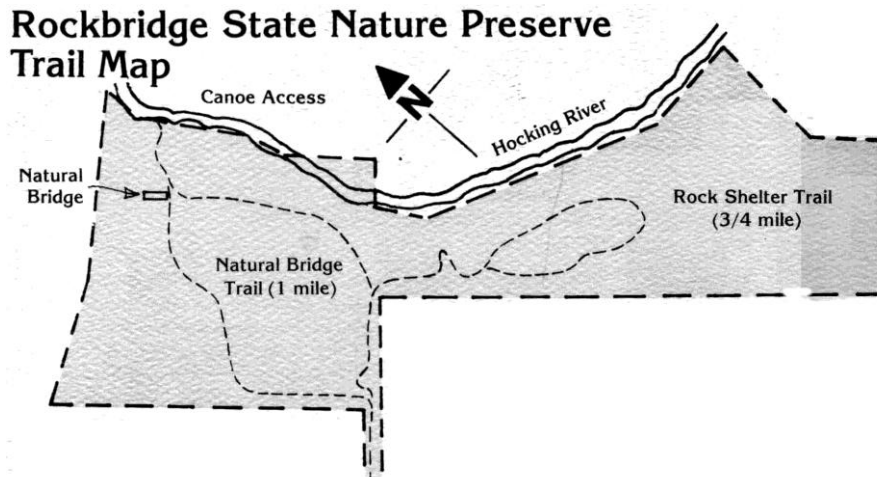 Rockbridge State Nature Preserve
Trail Map
Canoe Access
N
Hocking River
Natural
Bridge
Rock Shelter Trail
(3/4 mile)
Natural Bridge
Trail (1 mile)